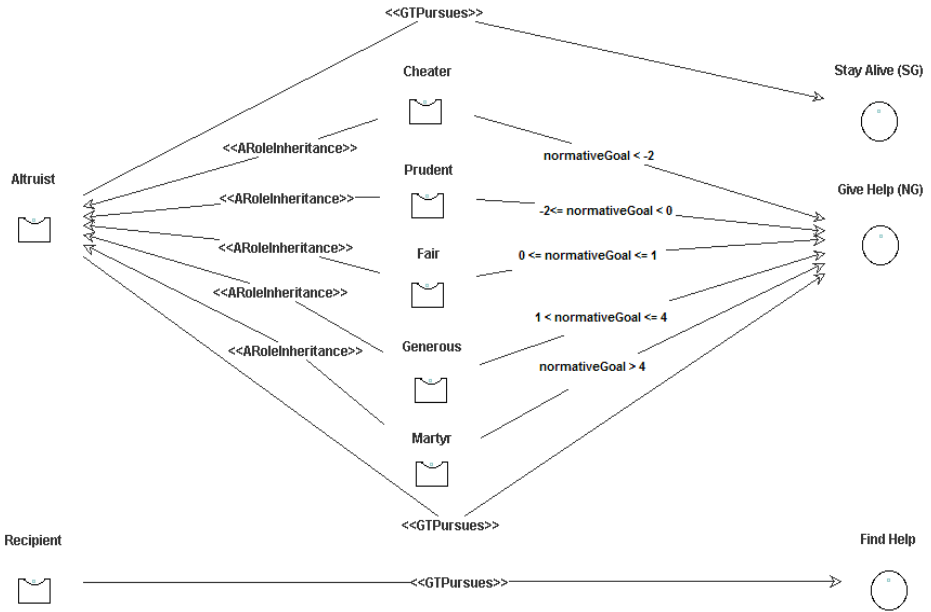 <<GTPursues>>
Cheater
Stay Alive (SG)
<<ARoleInheritance>>
normativeGoal < -2
Altruist
Prudent
Give Help (NG)
<<ARoleInheritance>>
-2<= normativeGoal < 0
<<ARoleInheritance>>
Fair
0 <= normativeGoal <= 1
<<ARoleInheritance>>
1 < normativeGoal <= 4
<<ARoleInheritance>>
Generous
normativeGoal > 4
Martyr
<<GTPursues>>
Recipient
Find Help
<<GTPursues>>